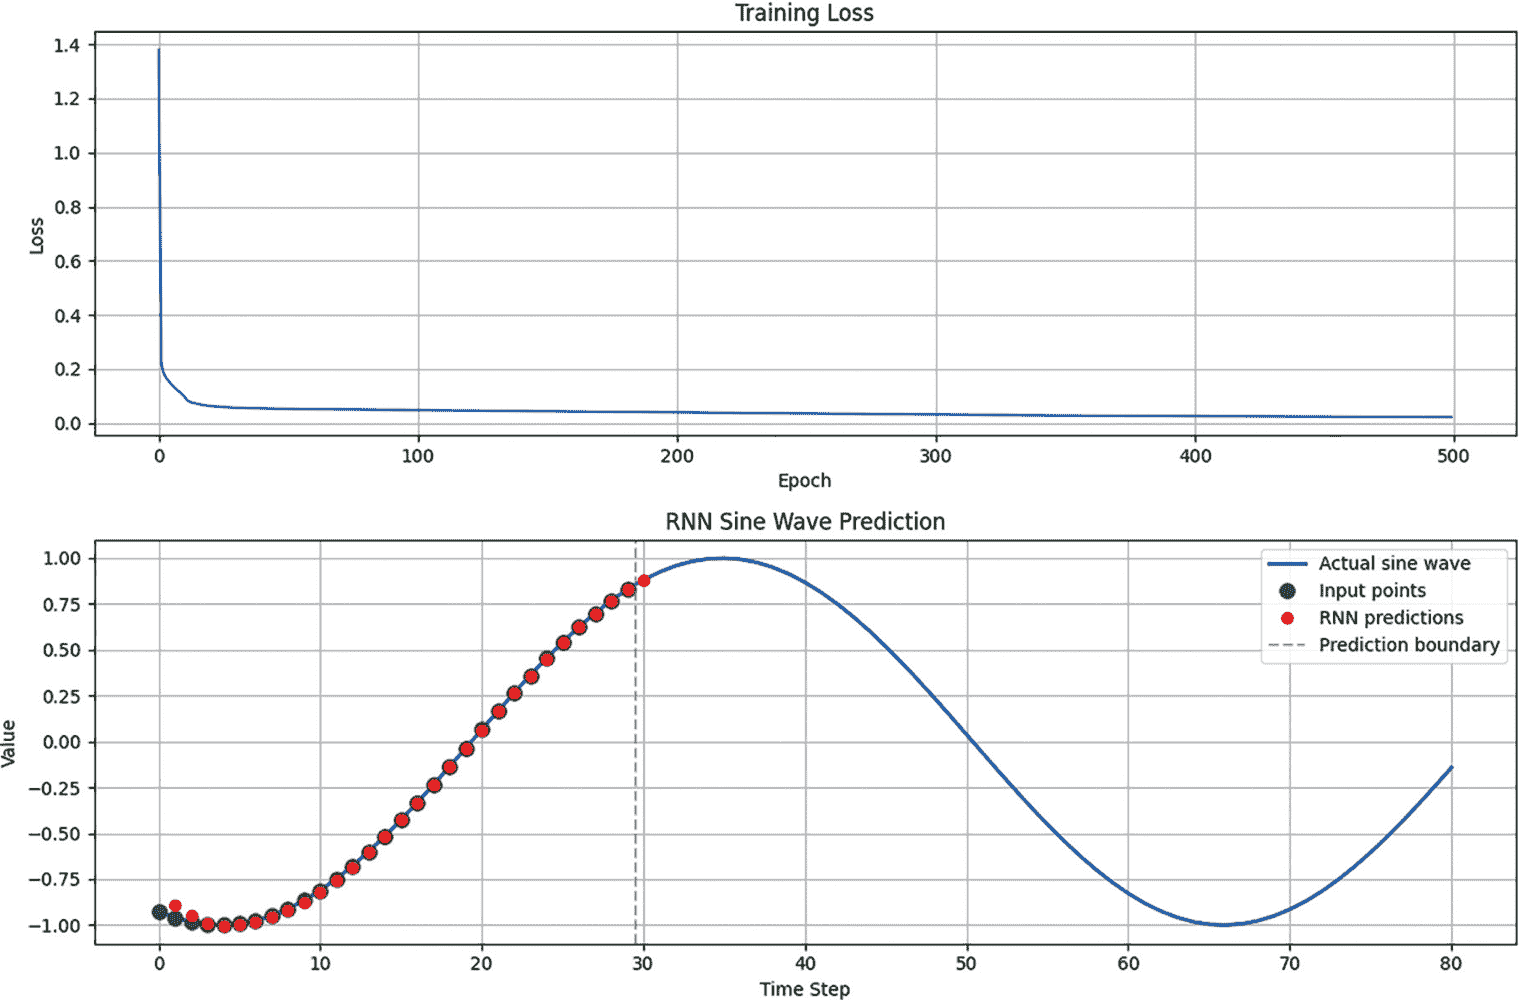 Training Loss
1.4
1.2
1.0
0.8
0.6
0.4
0.2
0.0
Loss
0 100 200 300 400 500
Epoch
RNN Sine Wave Prediction
1.00
0.75
0.50
0.25
0.00
−0.25
−0.50
−0.75
−1.00
Value
Actual sine wave
Input points
RNN predictions
Prediction boundary
0 10 20 30 40 50 60 70 80
Time Step